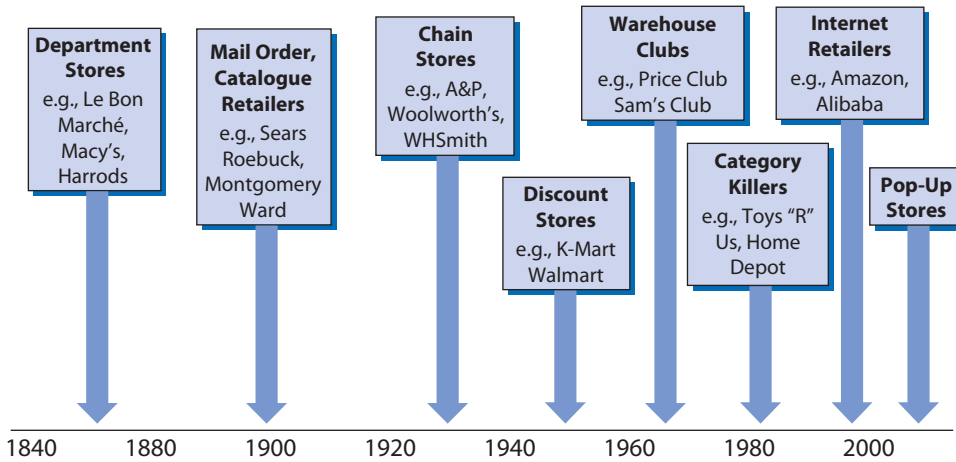 Department
Stores
e.g., Le Bon
Marché,
Macy's,
Harrods
Mail Order,
Catalogue
Retailers
e.g., Sears
Roebuck,
Montgomery
Ward
Chain
Stores
e.g., A&P,
Woolworth's,
WHSmith
Discount
Stores
e.g., K-Mart
Walmart
Warehouse
Clubs
e.g., Price Club
Sam's Club
Category
Killers
e.g., Toys “R”
Us, Home
Depot
Internet
Retailers
e.g., Amazon,
Alibaba
Pop-Up
Stores
1840 1880 1900 1920 1940 1960 1980 2000